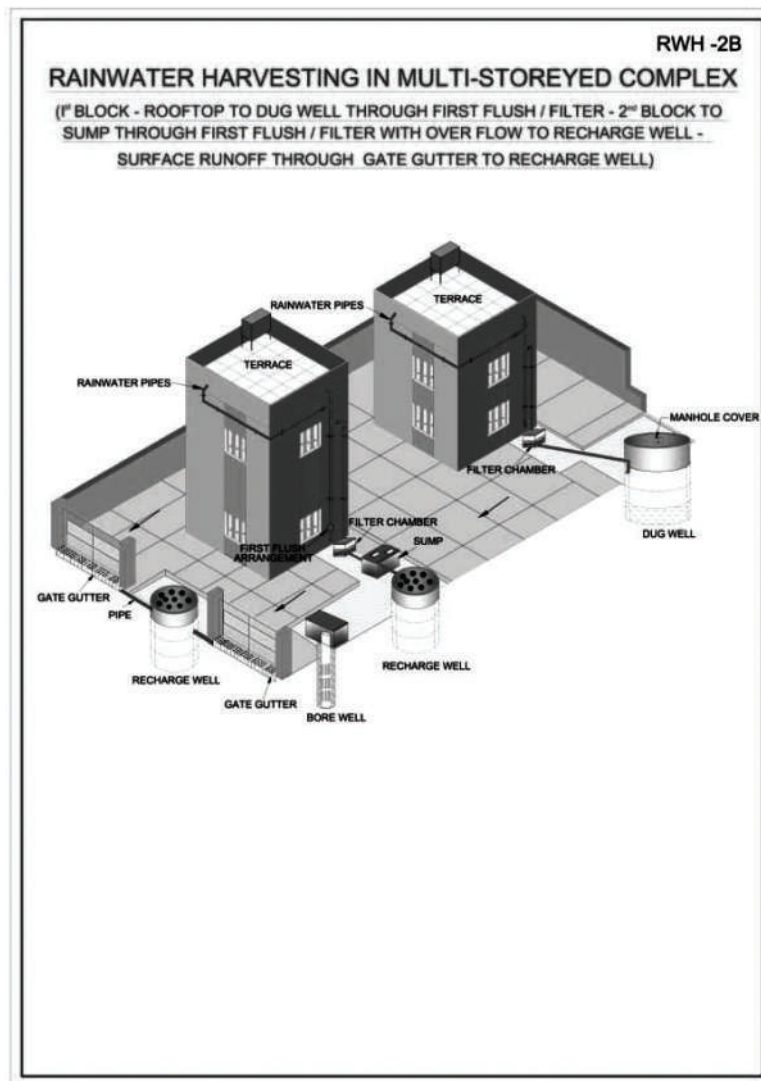 RWH -2B
RAINWATER HARVESTING IN MULTI-STOREYED COMPLEX
(Iˢᵗ BLOCK - ROOFTOP TO DUG WELL THROUGH FIRST FLUSH / FILTER - 2ⁿᵈ BLOCK TO
SUMP THROUGH FIRST FLUSH / FILTER WITH OVER FLOW TO RECHARGE WELL -
SURFACE RUNOFF THROUGH GATE GUTTER TO RECHARGE WELL)
RAINWATER PIPES
TERRACE
TERRACE
RAINWATER PIPES
MANHOLE COVER
FILTER CHAMBER
DUG WELL
FILTER CHAMBER
SUMP
FIRST FLUSH
ARRANGEMENT
GATE GUTTER
PIPE
RECHARGE WELL
RECHARGE WELL
GATE GUTTER
BORE WELL